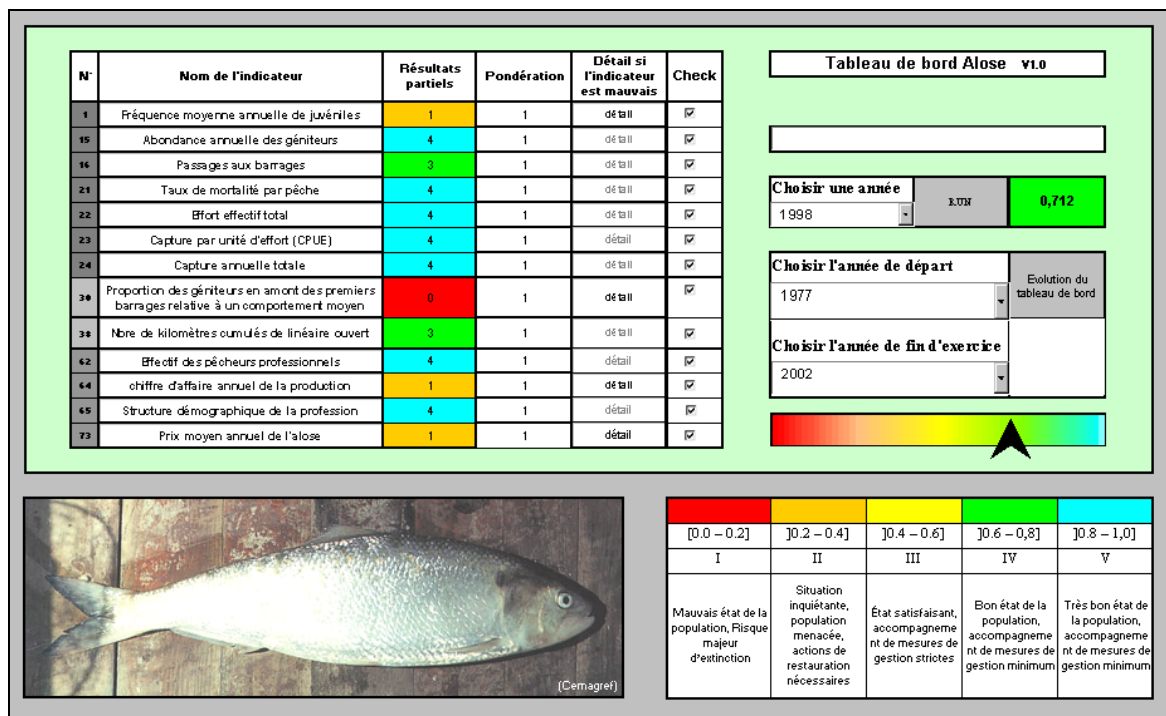 N° Nom de l'indicateur Résultats partiels Pondération Détail si l'indicateur est mauvais Check
1 Fréquence moyenne annuelle de juvéniles 1 1 détail
15 Abondance annuelle des géniteurs 4 1 détail
16 Passages aux barrages 3 1 détail
21 Taux de mortalité par pêche 4 1 détail
22 Effort effectif total 4 1 détail
23 Capture par unité d'effort (CPUE) 4 1 détail
24 Capture annuelle totale 4 1 détail
30 Proportion des géniteurs en amont des premiers barrages relative à un comportement moyen 0 1 détail
38 Nbre de kilomètres cumulés de linéaire ouvert 3 1 détail
62 Effectif des pêcheurs professionnels 4 1 détail
64 chiffre d'affaire annuel de la production 1 1 détail
65 Structure démographique de la profession 4 1 détail
73 Prix moyen annuel de l'alose 1 1 détail
Tableau de bord Alose V1.0
Choisir une année
1998
RUN
0,712
Choisir l'année de départ
1977
Evolution du
tableau de bord
Choisir l'année de fin d'exercice
2002
(Cemagref)
[0.0 – 0.2] ]0.2 – 0.4] ]0.4 – 0.6] ]0.6 – 0,8] ]0.8 – 1,0]
I II III IV V
Mauvais état de la
population, Risque
majeur
d'extinction
Situation
inquiétante,
population
menacée,
actions de
restauration
nécessaires
État satisfaisant,
accompagneme
nt de mesures de
gestion strictes
Bon état de la
population,
accompagneme
nt de mesures de
gestion minimum
Très bon état de
la population,
accompagneme
nt de mesures de
gestion minimum